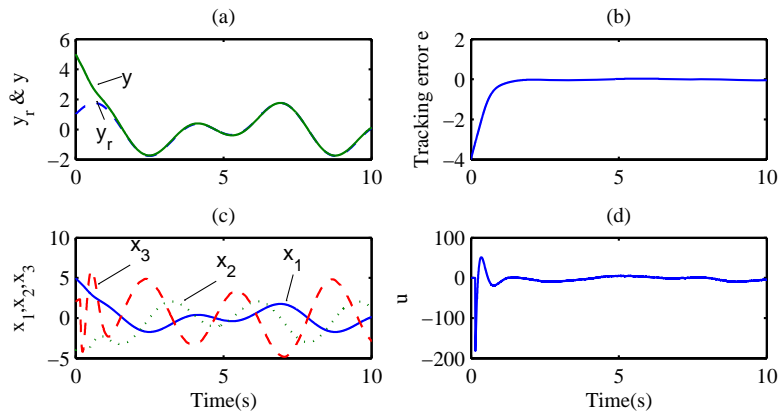 (a)
y_r & y
6
4
2
0
−2
0
5
10
y
y_r
(b)
Tracking error e
2
0
−2
−4
0
5
10
(c)
x_1,x_2,x_3
10
5
0
−5
0
5
10
x_3
x_2
x_1
Time(s)
(d)
u
100
0
−100
−200
0
5
10
Time(s)